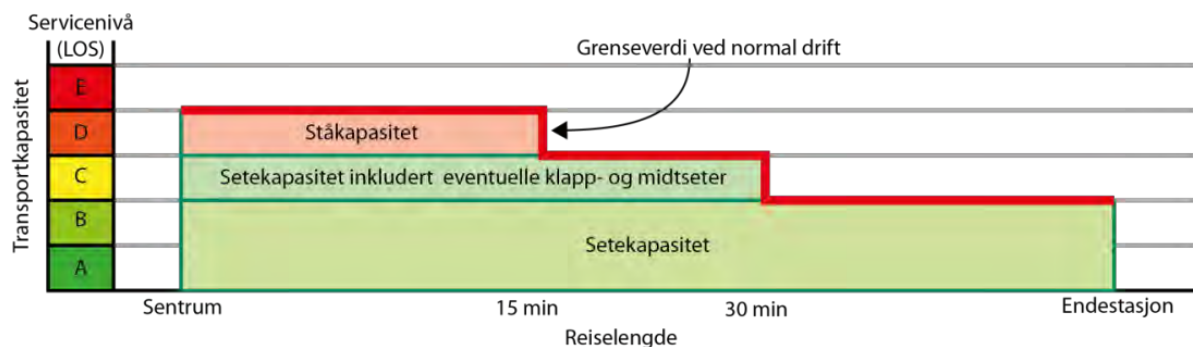 Servicenivå
(LOS)
Grenseverdi ved normal drift
Transportkapasitet
E
D
Ståkapasitet
C
Setekapasitet inkludert eventuelle klapp- og midtseter
B
Setekapasitet
A
Sentrum
15 min
30 min
Endestasjon
Reiselengde